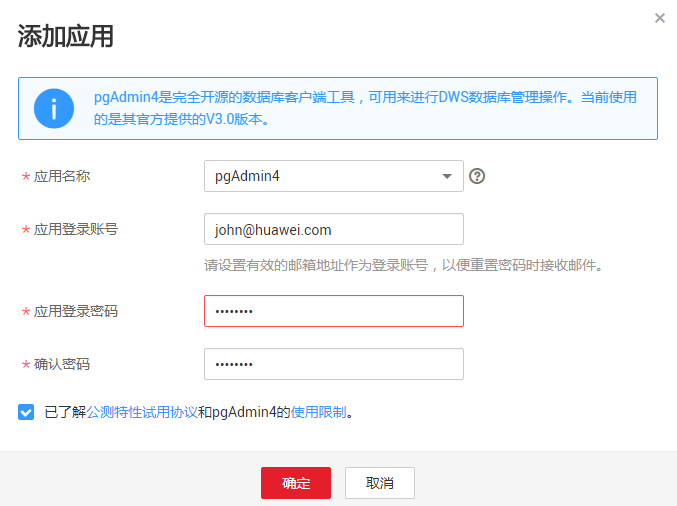 添加应用
pgAdmin4是完全开源的数据库客户端工具，可用来进行DWS数据库管理操作。当前使用
的是其官方提供的V3.0版本。
* 应用名称 pgAdmin4
* 应用登录账号 john@huawei.com
请设置有效的邮箱地址作为登录账号，以便重置密码时接收邮件。
* 应用登录密码 ••••••••
* 确认密码 ••••••••
已了解公测特性试用协议和pgAdmin4的使用限制。
确定 取消